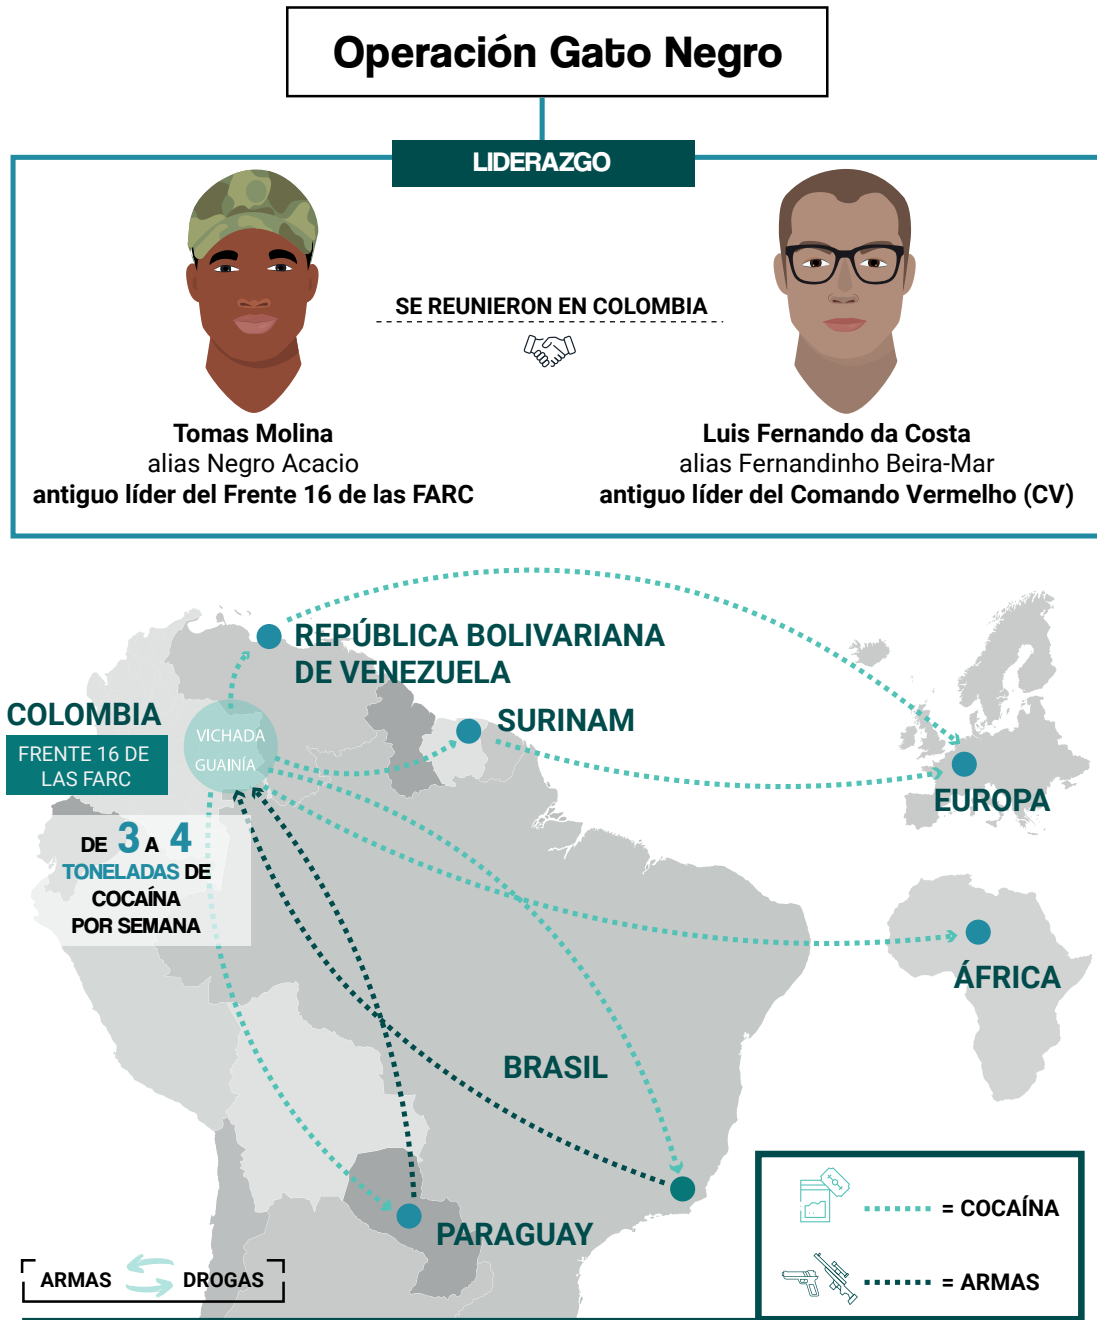 Operación Gato Negro
LIDERAZGO
SE REUNIERON EN COLOMBIA
Tomas Molina
alias Negro Acacio
antiguo líder del Frente 16 de las FARC
Luis Fernando da Costa
alias Fernandinho Beira-Mar
antiguo líder del Comando Vermelho (CV)
REPÚBLICA BOLIVARIANA
DE VENEZUELA
COLOMBIA
FRENTE 16 DE
LAS FARC
VICHADA
GUAINÍA
SURINAM
EUROPA
DE 3 A 4
TONELADAS DE
COCAÍNA
POR SEMANA
ÁFRICA
BRASIL
PARAGUAY
ARMAS DROGAS
= COCAÍNA
= ARMAS